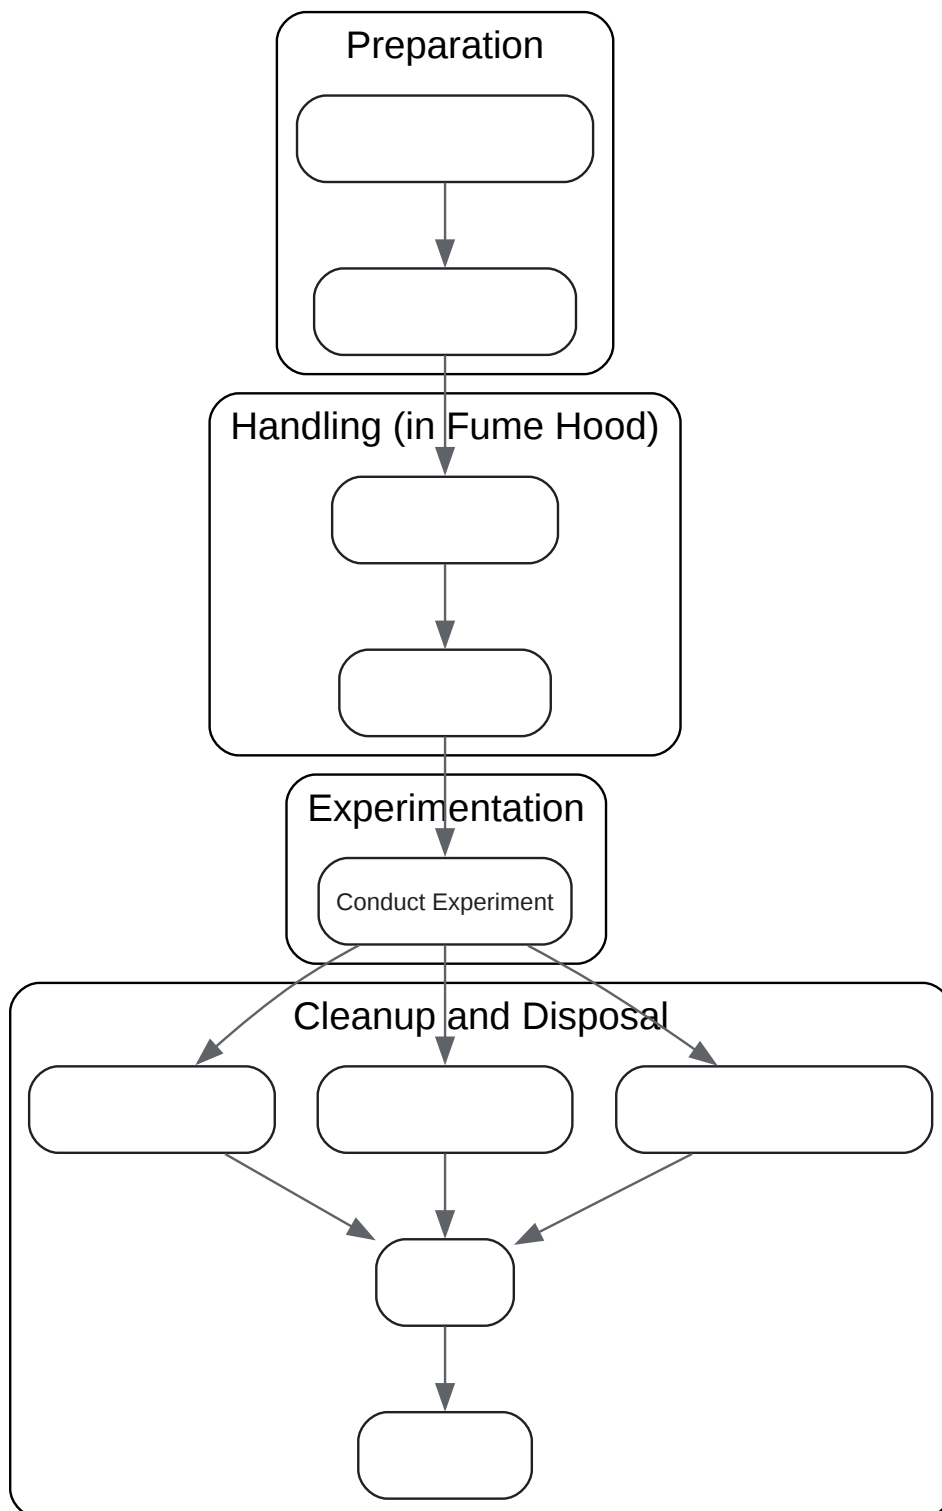 Preparation
Handling (in Fume Hood)
Experimentation
Conduct Experiment
Cleanup and Disposal